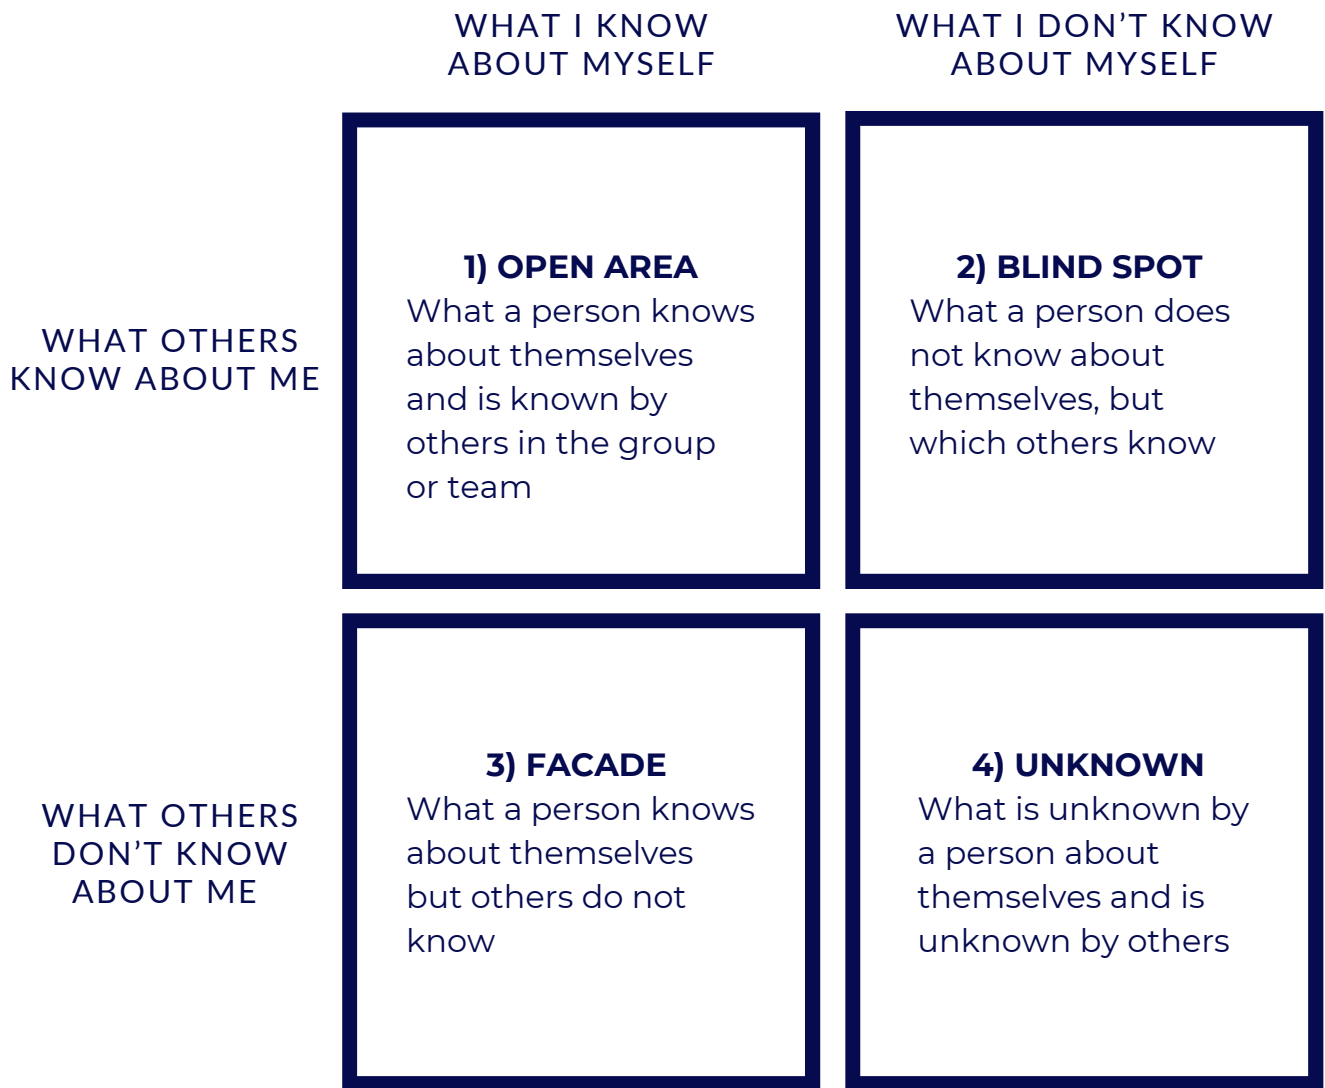 WHAT I KNOW
ABOUT MYSELF
WHAT I DON'T KNOW
ABOUT MYSELF
WHAT OTHERS
KNOW ABOUT ME
1) OPEN AREA
What a person knows
about themselves
and is known by
others in the group
or team
2) BLIND SPOT
What a person does
not know about
themselves, but
which others know
WHAT OTHERS
DON'T KNOW
ABOUT ME
3) FACADE
What a person knows
about themselves
but others do not
know
4) UNKNOWN
What is unknown by
a person about
themselves and is
unknown by others